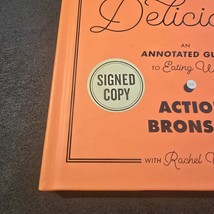 Delicio
AN
ANNOTATED GU
TO Eating W
SIGNED
COPY
ACTIO
BRONS
WITH Rachel